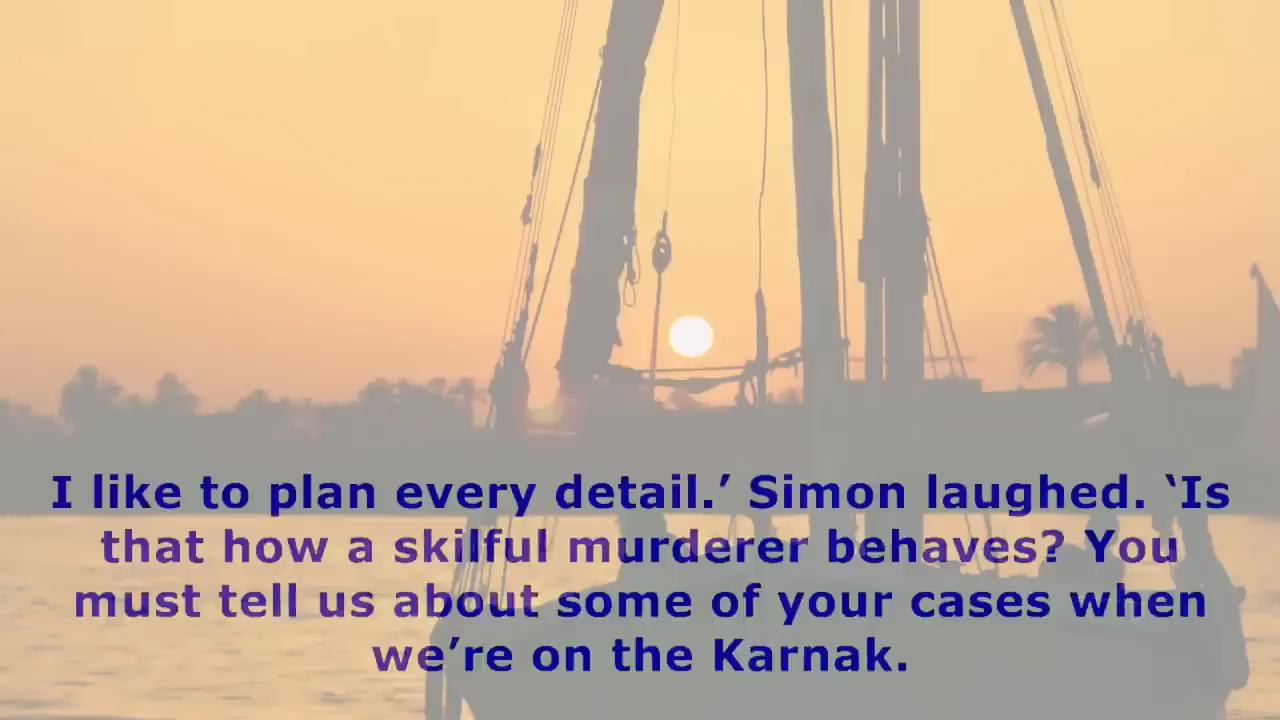 I like to plan every detail.’ Simon laughed. ‘Is
that how a skilful murderer behaves? You
must tell us about some of your cases when
we’re on the Karnak.